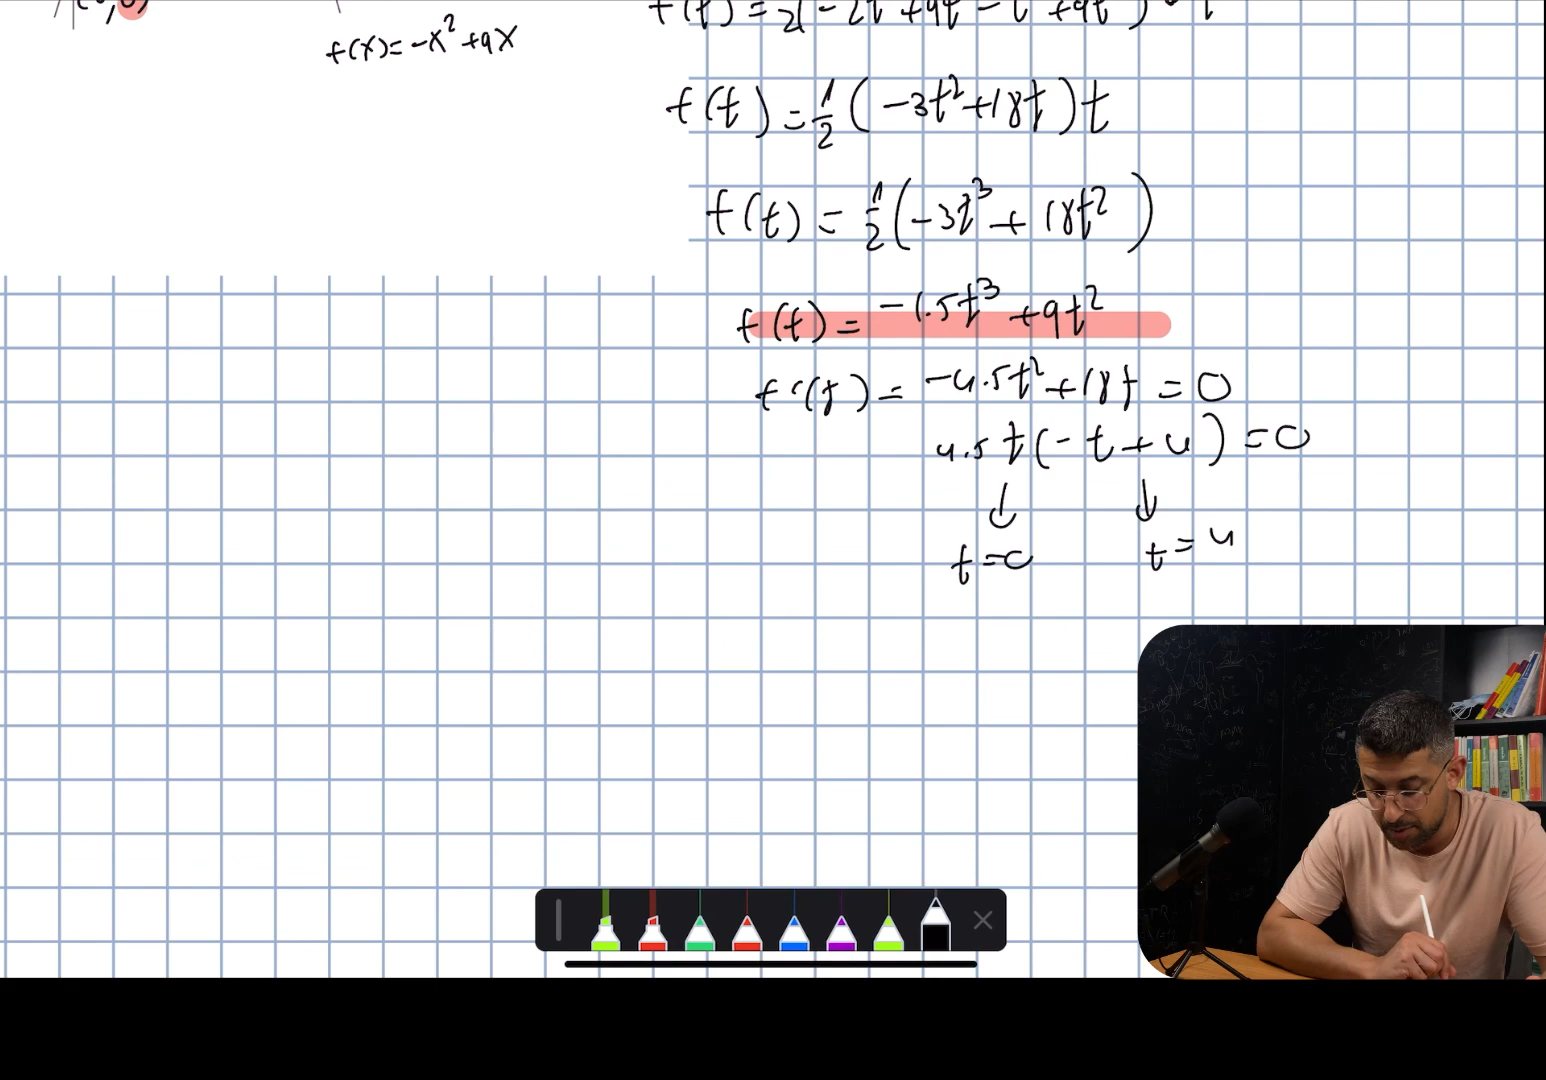 f(x)=-x²+9x
f(t)=½(-3t²+18t)t
f(t)=½(-3t³+18t²)
f(t)=-1.5t³+9t²
f'(t)=-4.5t²+18t=0
4.5t(-t+4)=0
↓ ↓
t=0 t=4